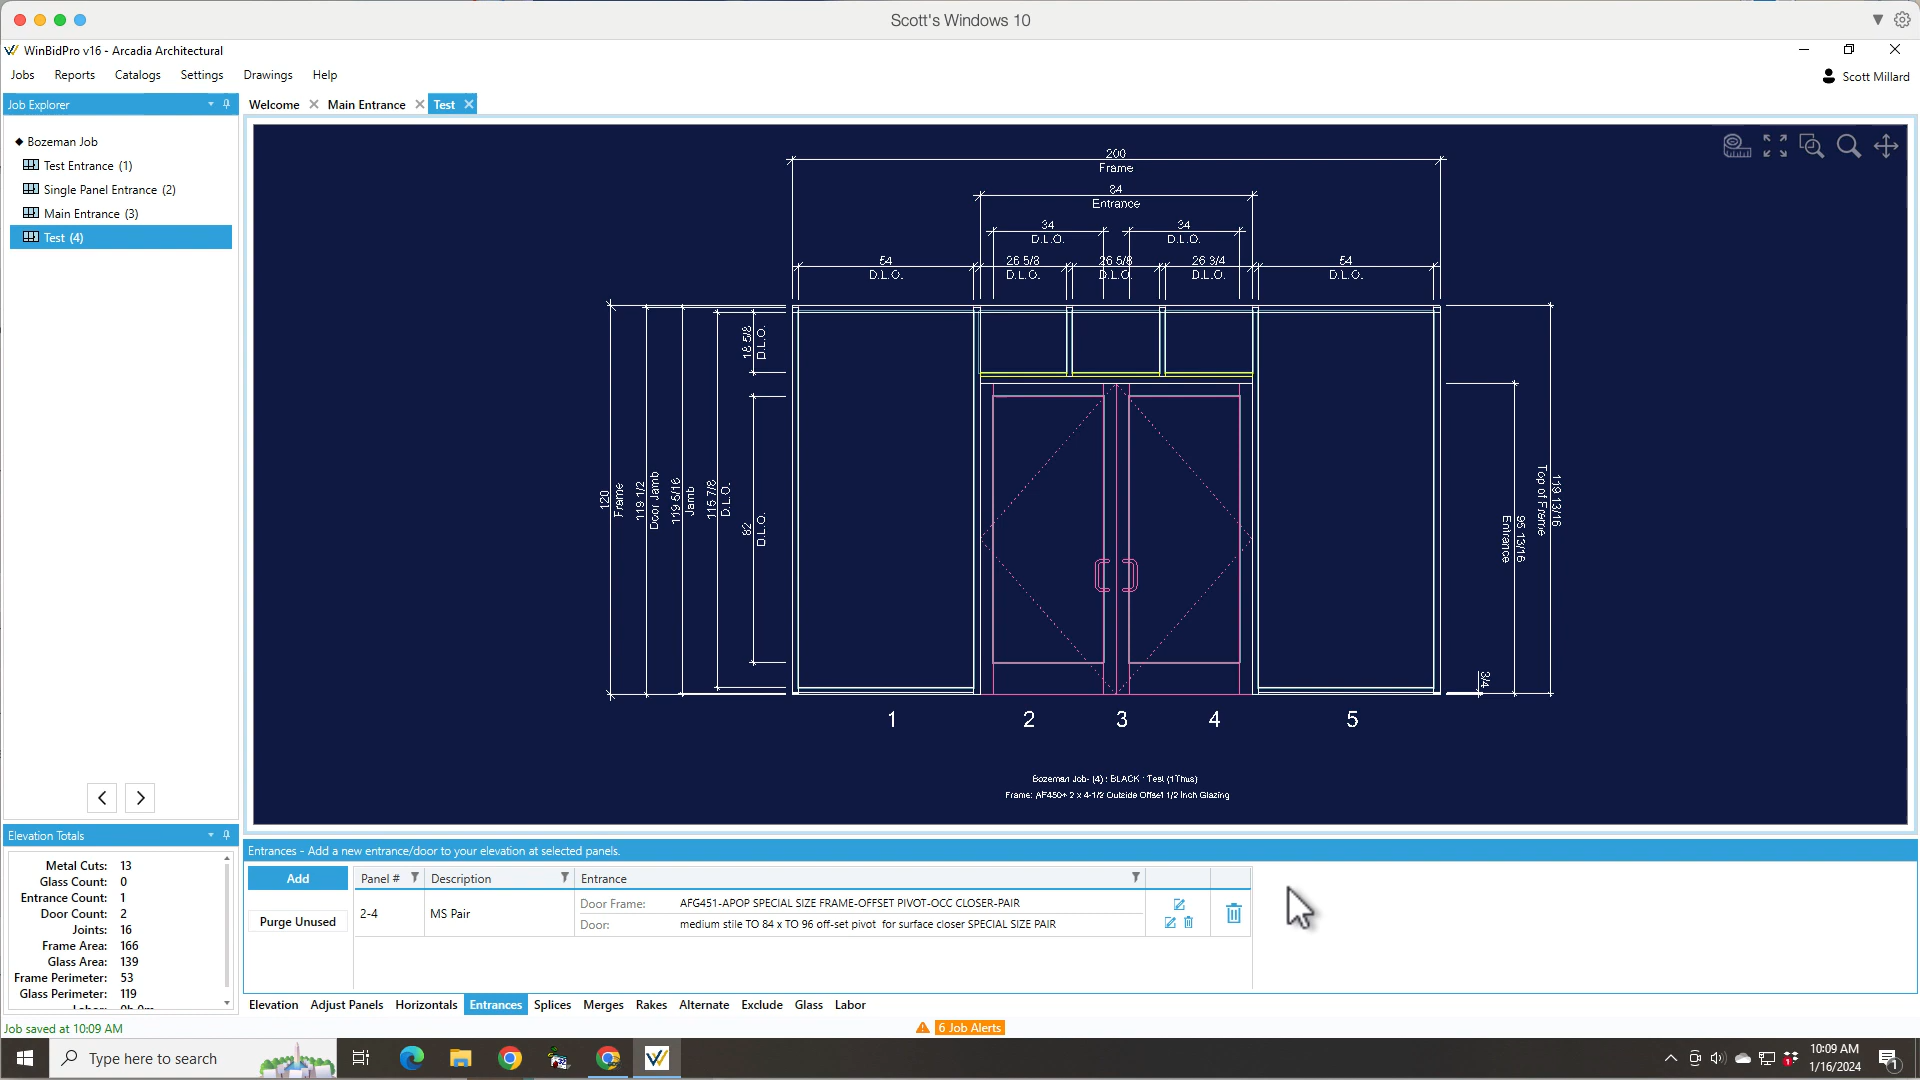 Scott's Windows 10
WinBidPro v16 - Arcadia Architectural
Jobs Reports Catalogs Settings Drawings Help
Scott Millard
Job Explorer
Welcome Main Entrance Test
Bozeman Job
Test Entrance (1)
Single Panel Entrance (2)
Main Entrance (3)
Test (4)
200
Frame
84
Entrance
34
D.L.O.
34
D.L.O.
54
D.L.O.
26 5/8
D.L.O.
26 5/8
D.L.O.
26 3/4
D.L.O.
54
D.L.O.
120
Frame
119 1/2
Door Jamb
119 5/16
Jamb
115 7/8
D.L.O.
18 5/8
D.L.O.
82
D.L.O.
3/4
95 13/16
Entrance
119 13/16
Top of Frame
1 2 3 4 5
Bozeman Job- (4) : BLACK : Test (1Thus)
Frame: AF450+ 2 x 4-1/2 Outside Offset 1/2 Inch Glazing
Elevation Totals
Metal Cuts: 13
Glass Count: 0
Entrance Count: 1
Door Count: 2
Joints: 16
Frame Area: 166
Glass Area: 139
Frame Perimeter: 53
Glass Perimeter: 119
Entrances - Add a new entrance/door to your elevation at selected panels.
Add
Purge Unused
Panel # Description Entrance
2-4 MS Pair
Door Frame: AFG451-APOP SPECIAL SIZE FRAME-OFFSET PIVOT-OCC CLOSER-PAIR
Door: medium stile TO 84 x TO 96 off-set pivot for surface closer SPECIAL SIZE PAIR
Elevation Adjust Panels Horizontals Entrances Splices Merges Rakes Alternate Exclude Glass Labor
Job saved at 10:09 AM
6 Job Alerts
Type here to search
10:09 AM
1/16/2024
1
1